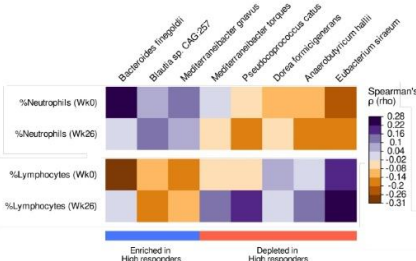 Bacteroides finegoldii
Blautia sp. CAG 257
Mediterraneibacter gnavus
Mediterraneibacter torques
Pseudocoprococcus catus
Dorea formicigenerans
Anaerobutyricum hallii
Eubacterium siraeum
%Neutrophils (Wk0)
%Neutrophils (Wk26)
%Lymphocytes (Wk0)
%Lymphocytes (Wk26)
Spearman's
ρ (rho)
0.28
0.22
0.16
0.1
0.04
-0.02
-0.08
-0.14
-0.2
-0.26
-0.31
Enriched in
High responders
Depleted in
High responders